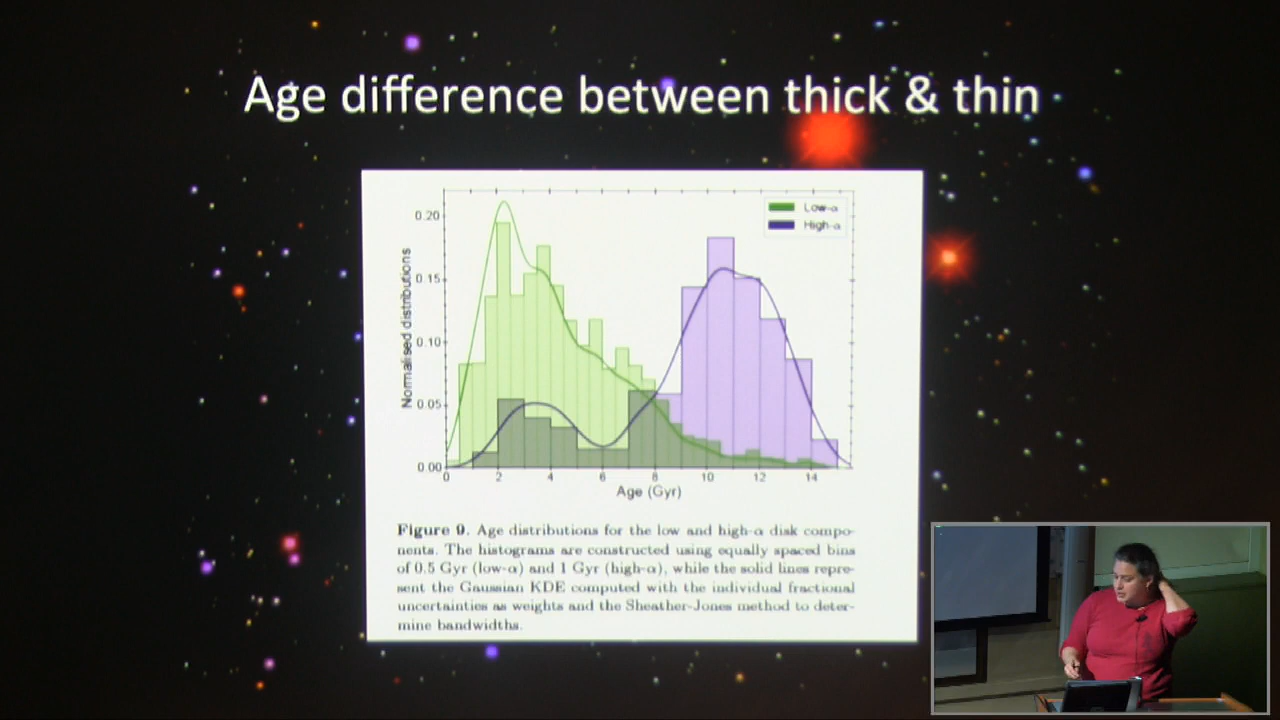 Age difference between thick & thin
Low-α
High-α
Normalised distributions
0.20
0.15
0.10
0.05
0.00
0 2 4 6 8 10 12 14
Age (Gyr)
Figure 9. Age distributions for the low and high-α disk compo-
nents. The histograms are constructed using equally spaced bins
of 0.5 Gyr (low-α) and 1 Gyr (high-α), while the solid lines repre-
sent the Gaussian KDE computed with the individual fractional
uncertainties as weights and the Sheather-Jones method to deter-
mine bandwidths.